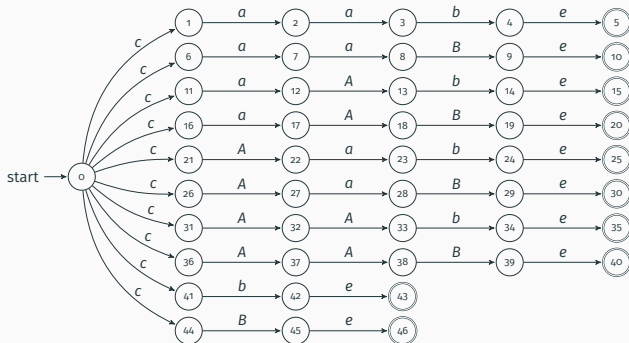 c 1 a 2 a 3 b 4 e 5
c 6 a 7 a 8 B 9 e 10
c 11 a 12 A 13 b 14 e 15
c 16 a 17 A 18 B 19 e 20
start 0 c 21 A 22 a 23 b 24 e 25
c 26 A 27 a 28 B 29 e 30
c 31 A 32 A 33 b 34 e 35
c 36 A 37 A 38 B 39 e 40
c 41 b 42 e 43
c 44 B 45 e 46